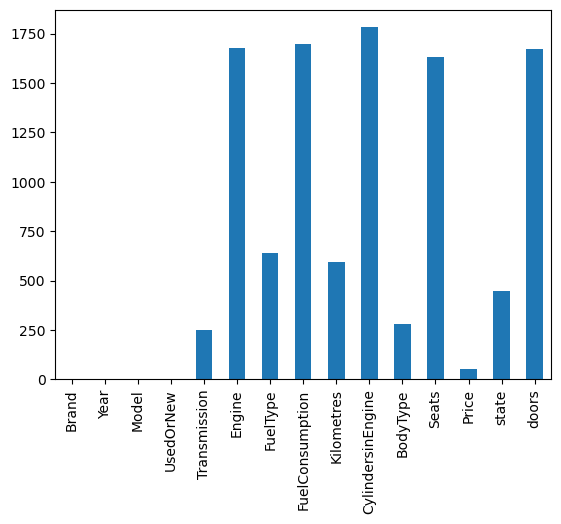 1750
1500
1250
1000
750
500
250
0
Brand
Year
Model
UsedOrNew
Transmission
Engine
FuelType
FuelConsumption
Kilometres
CylindersinEngine
BodyType
Seats
Price
state
doors